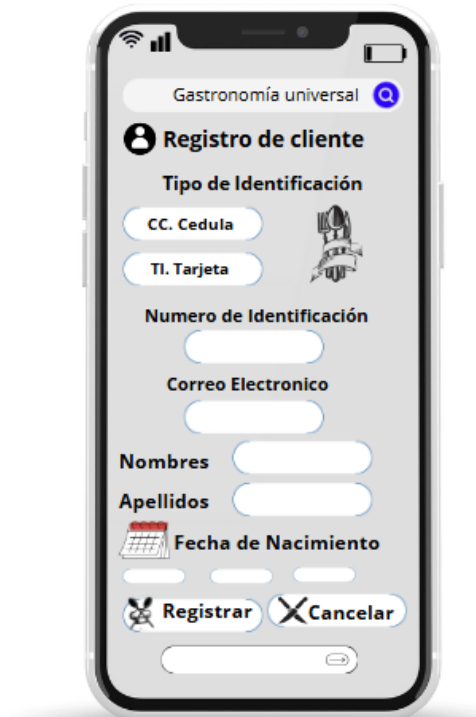 Gastronomía universal
Registro de cliente
Tipo de Identificación
CC. Cedula
TI. Tarjeta
Numero de Identificación
Correo Electronico
Nombres
Apellidos
Fecha de Nacimiento
Registrar
Cancelar